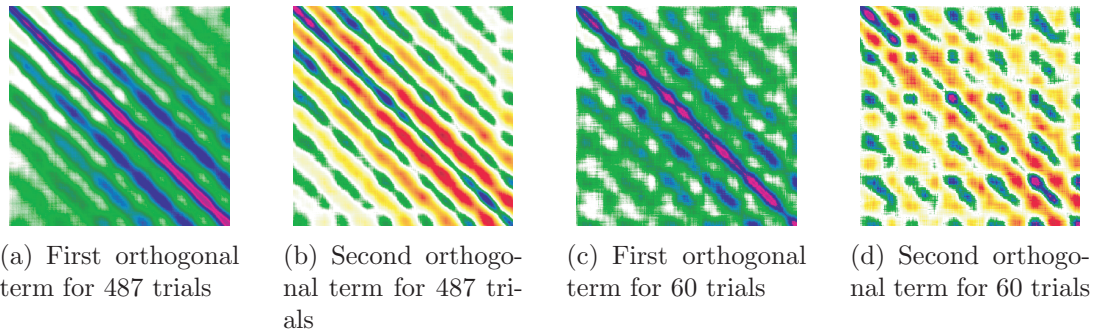 (a) First orthogonal
term for 487 trials
(b) Second orthogo-
nal term for 487 tri-
als
(c) First orthogonal
term for 60 trials
(d) Second orthogo-
nal term for 60 trials